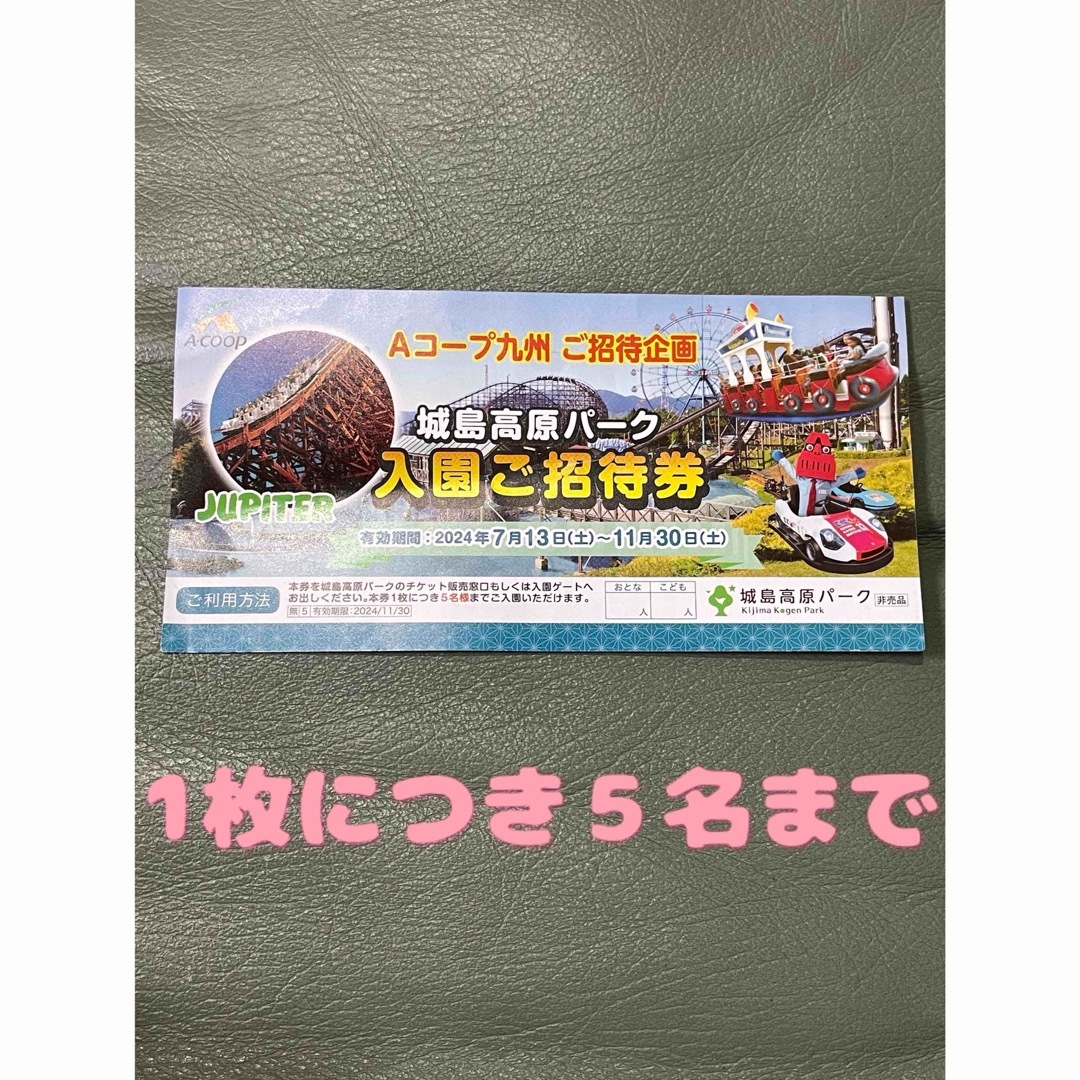 A·COOP
Aコープ九州 ご招待企画
城島高原パーク
入園ご招待券
JUPITER
有効期間：2024年7月13日(土)～11月30日(土)
ご利用方法
本券を城島高原パークのチケット販売窓口もしくは入園ゲートへ
お出しください。本券1枚につき5名様までご入園いただけます。
無 5 有効期限：2024/11/30
おとな こども
人 人
城島高原パーク 非売品
Kijima Kogen Park
1枚につき5名まで